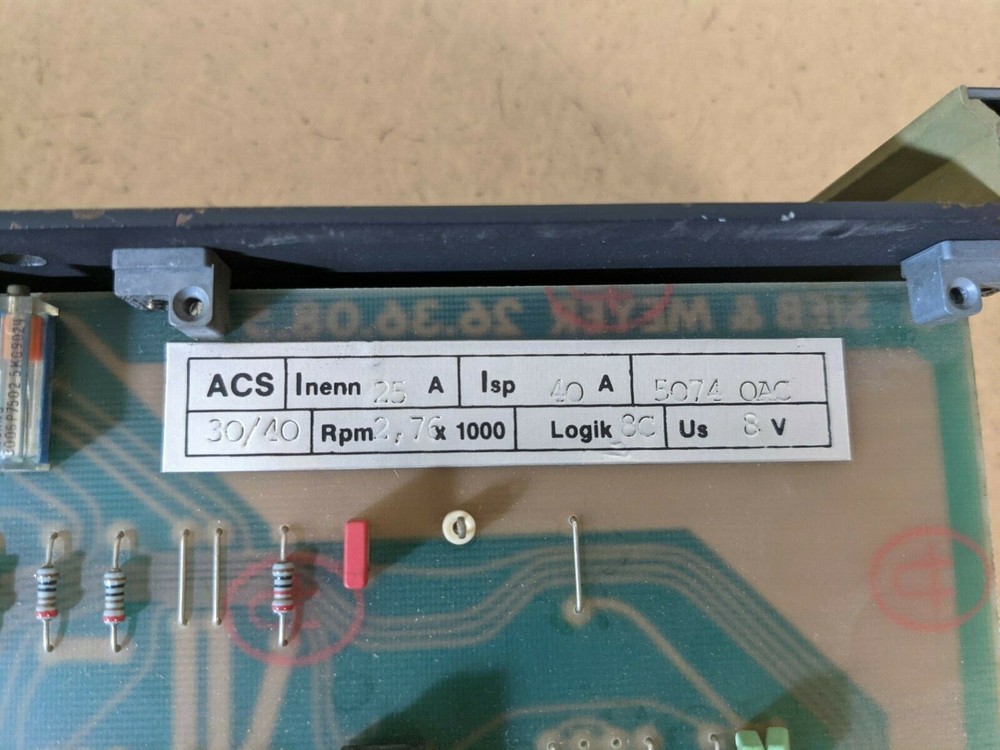 SIEB & MEYER 26.36.08
ACS Inenn 25 A Isp 40 A 5074 0AC
30/40 Rpm 2,76 x 1000 Logik 8C Us 8 V